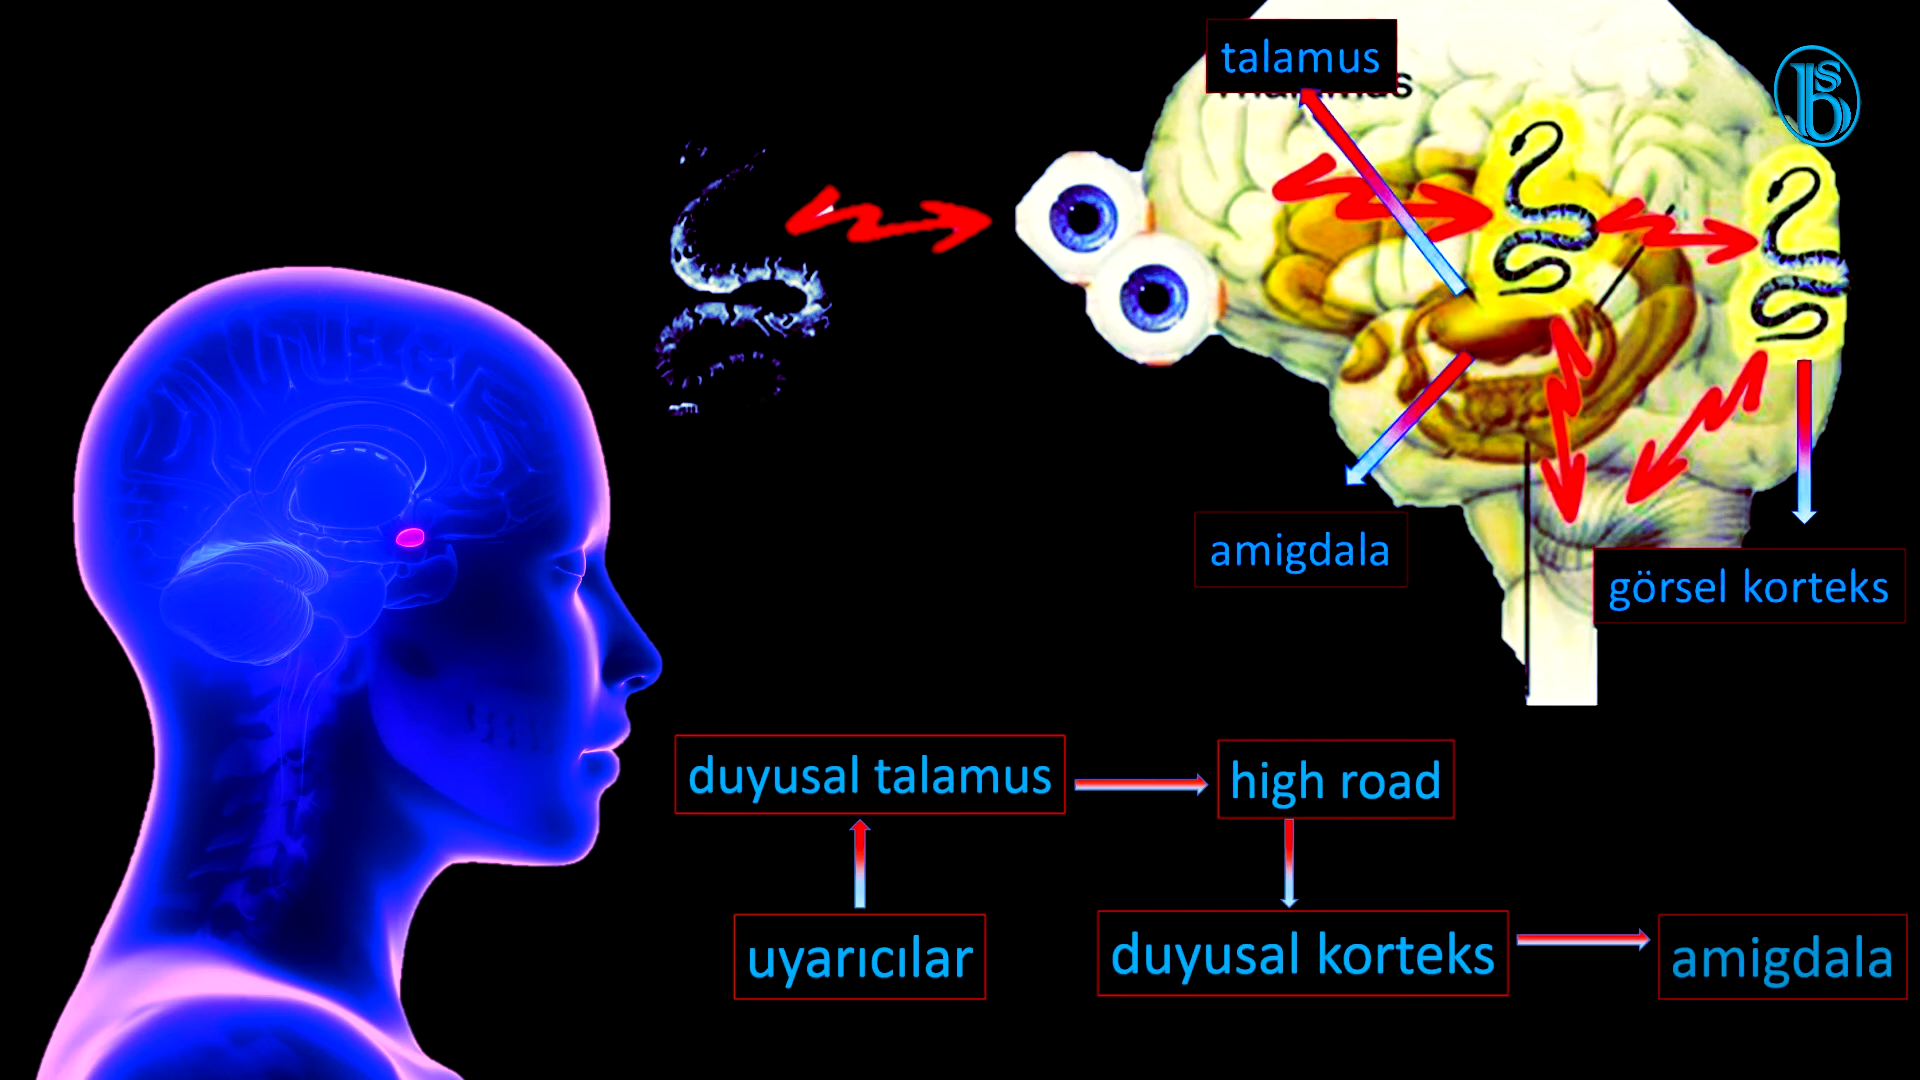 talamus
amigdala
görsel korteks
duyusal talamus
high road
uyarıcılar
duyusal korteks
amigdala